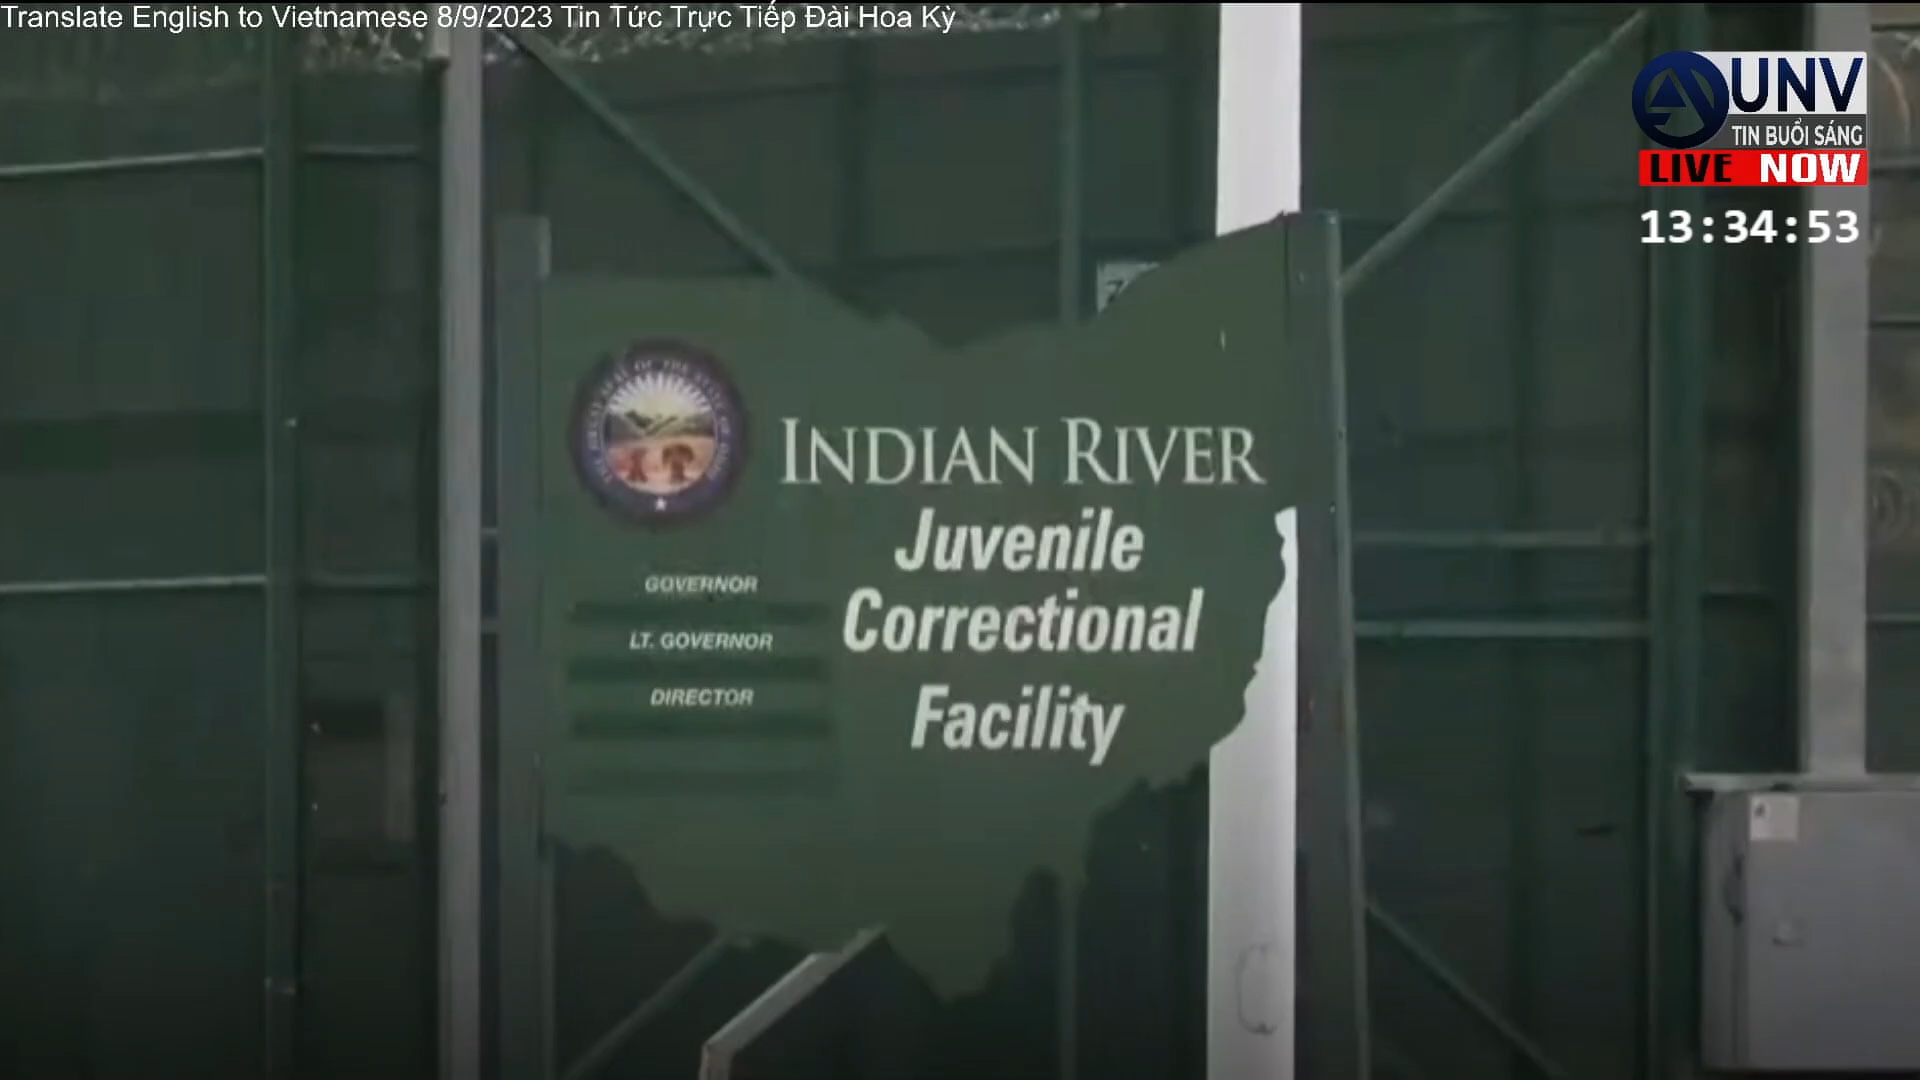 Translate English to Vietnamese 8/9/2023 Tin Tức Trực Tiếp Đài Hoa Kỳ
UNV
TIN BUỔI SÁNG
LIVE NOW
13:34:53
INDIAN RIVER
Juvenile
Correctional
Facility
GOVERNOR
LT. GOVERNOR
DIRECTOR